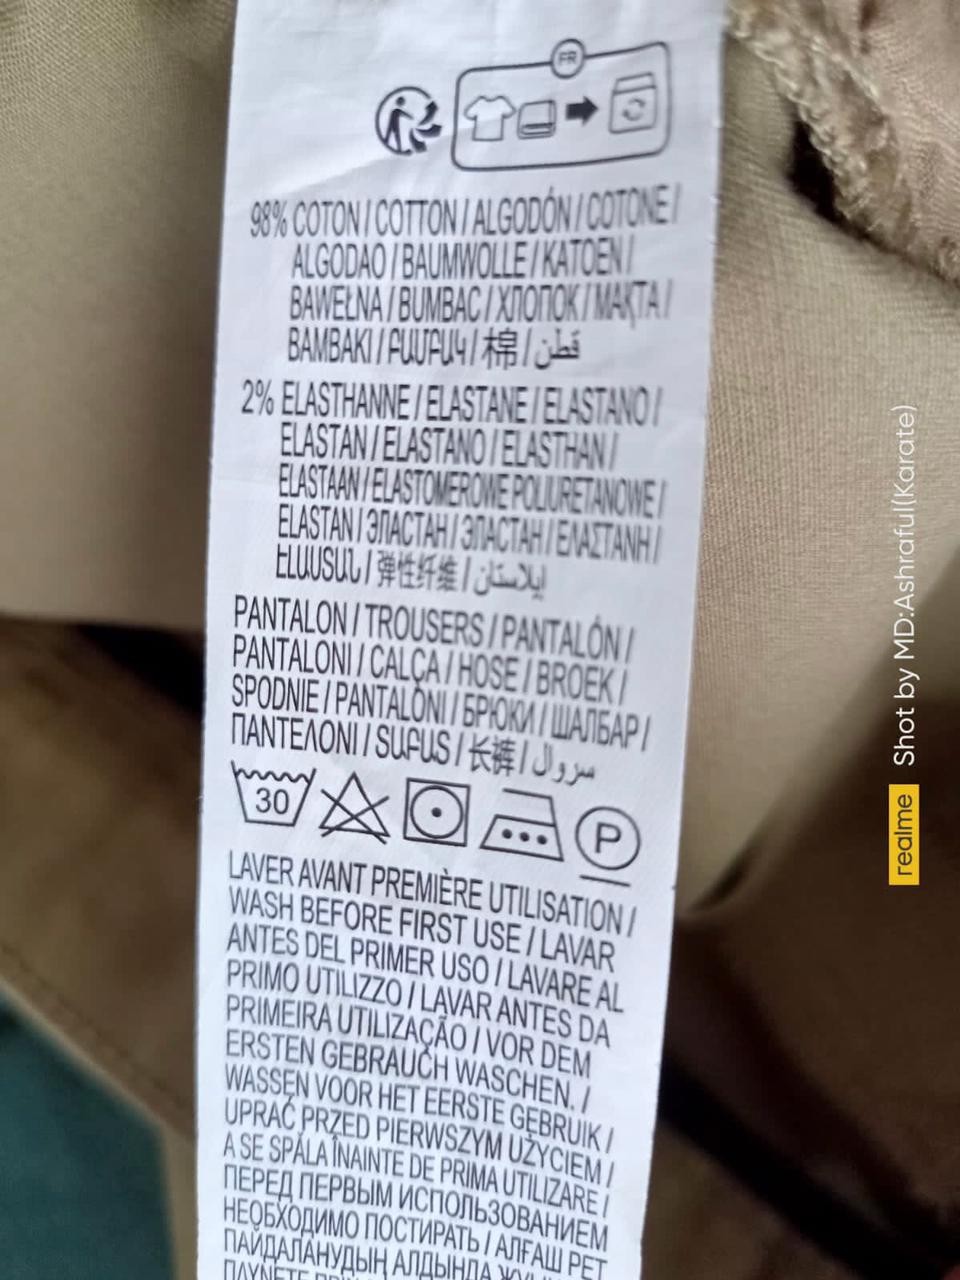 FR
98% COTON / COTTON / ALGODÓN / COTONE /
ALGODAO / BAUMWOLLE / KATOEN /
BAWEŁNA / BUMBAC / ХЛОПОК / МАҚТА /
BAMBAKI / ԲԱՄԲԱԿ / 棉 / قطن
2% ELASTHANNE / ELASTANE / ELASTANO /
ELASTAN / ELASTANO / ELASTHAN /
ELASTAAN / ELASTOMEROWE POLIURETANOWE /
ELASTAN / ЭЛАСТАН / ЭЛАСТАН / ΕΛΑΣΤΑΝΗ /
ԷԼԱՍՏԱՆ / 弹性纤维 / إيلاستان
PANTALON / TROUSERS / PANTALÓN /
PANTALONI / CALÇA / HOSE / BROEK /
SPODNIE / PANTALONI / БРЮКИ / ШАЛБАР /
ΠΑΝΤΕΛΟΝΙ / ՏԱԲԱՏ / 长裤 / سروال
30 P
LAVER AVANT PREMIÈRE UTILISATION /
WASH BEFORE FIRST USE / LAVAR
ANTES DEL PRIMER USO / LAVARE AL
PRIMO UTILIZZO / LAVAR ANTES DA
PRIMEIRA UTILIZAÇÃO / VOR DEM
ERSTEN GEBRAUCH WASCHEN. /
WASSEN VOOR HET EERSTE GEBRUIK /
UPRAĆ PRZED PIERWSZYM UŻYCIEM /
A SE SPĂLA ÎNAINTE DE PRIMA UTILIZARE /
ПЕРЕД ПЕРВЫМ ИСПОЛЬЗОВАНИЕМ
НЕОБХОДИМО ПОСТИРАТЬ / АЛҒАШ РЕТ
ПАЙДАЛАНУДЫҢ АЛДЫНДА
realme Shot by MD:Ashraful(Karate)